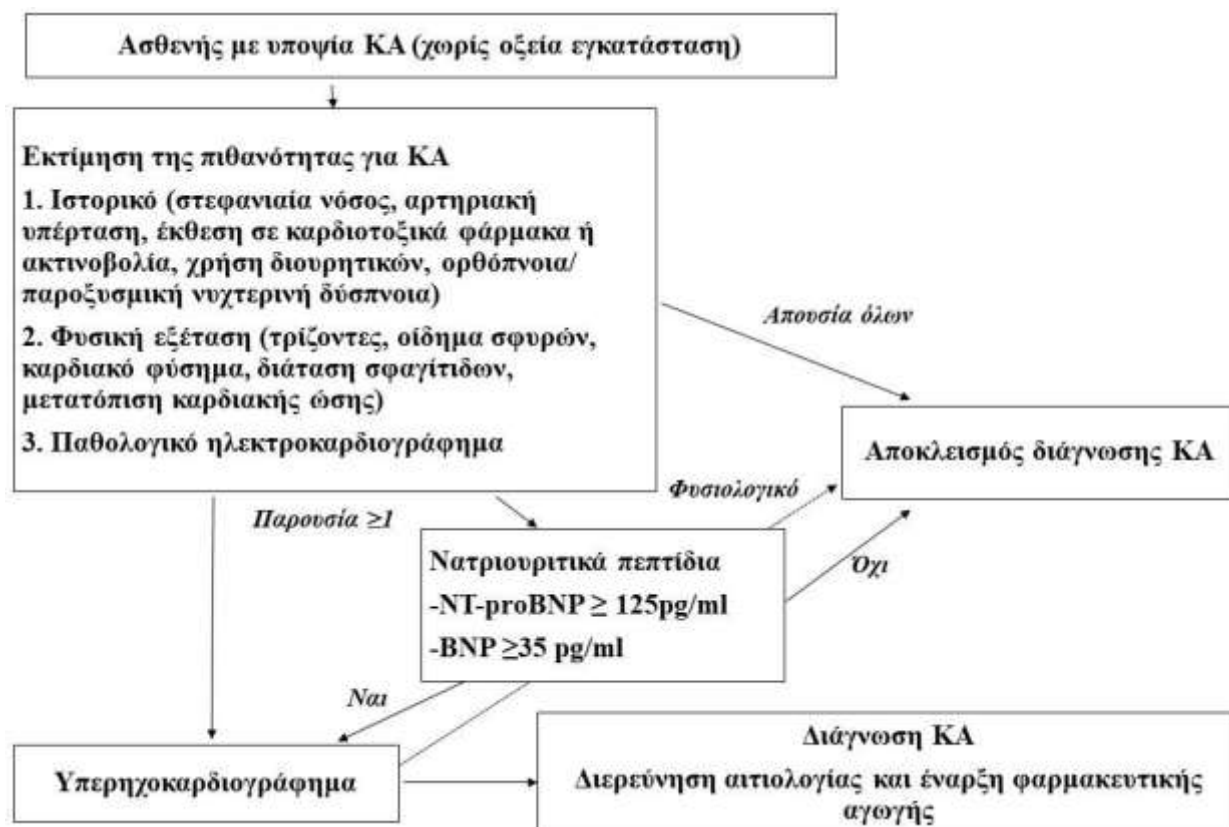 Ασθενής με υποψία ΚΑ (χωρίς οξεία εγκατάσταση)
Εκτίμηση της πιθανότητας για ΚΑ
1. Ιστορικό (στεφανιαία νόσος, αρτηριακή
υπέρταση, έκθεση σε καρδιοτοξικά φάρμακα ή
ακτινοβολία, χρήση διουρητικών, ορθόπνοια/
παροξυσμική νυχτερινή δύσπνοια)
2. Φυσική εξέταση (τρίζοντες, οίδημα σφυρών,
καρδιακό φύσημα, διάταση σφαγίτιδων,
μετατόπιση καρδιακής ώσης)
3. Παθολογικό ηλεκτροκαρδιογράφημα
Απουσία όλων
Αποκλεισμός διάγνωσης ΚΑ
Παρουσία ≥1
Φυσιολογικό
Νατριουριτικά πεπτίδια
-NT-proBNP ≥ 125pg/ml
-BNP ≥35 pg/ml
Όχι
Ναι
Υπερηχοκαρδιογράφημα
Διάγνωση ΚΑ
Διερεύνηση αιτιολογίας και έναρξη φαρμακευτικής
αγωγής